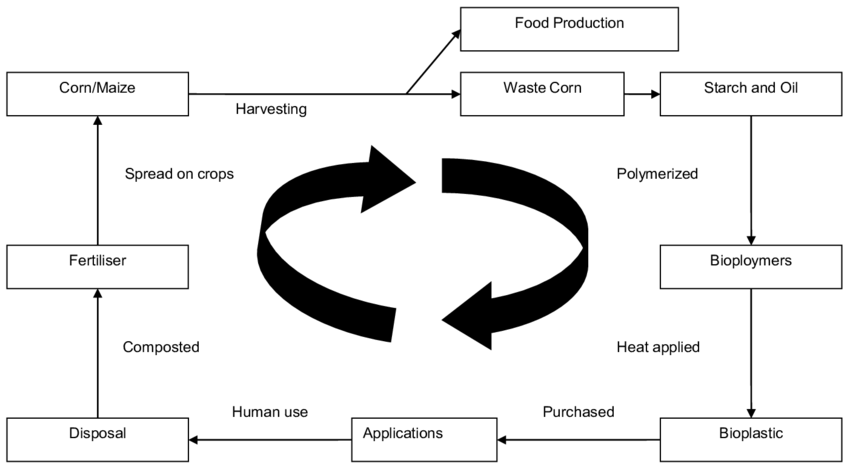 Food Production
Corn/Maize
Waste Corn
Starch and Oil
Harvesting
Spread on crops
Polymerized
Fertiliser
Bioploymers
Composted
Heat applied
Human use
Purchased
Disposal
Applications
Bioplastic